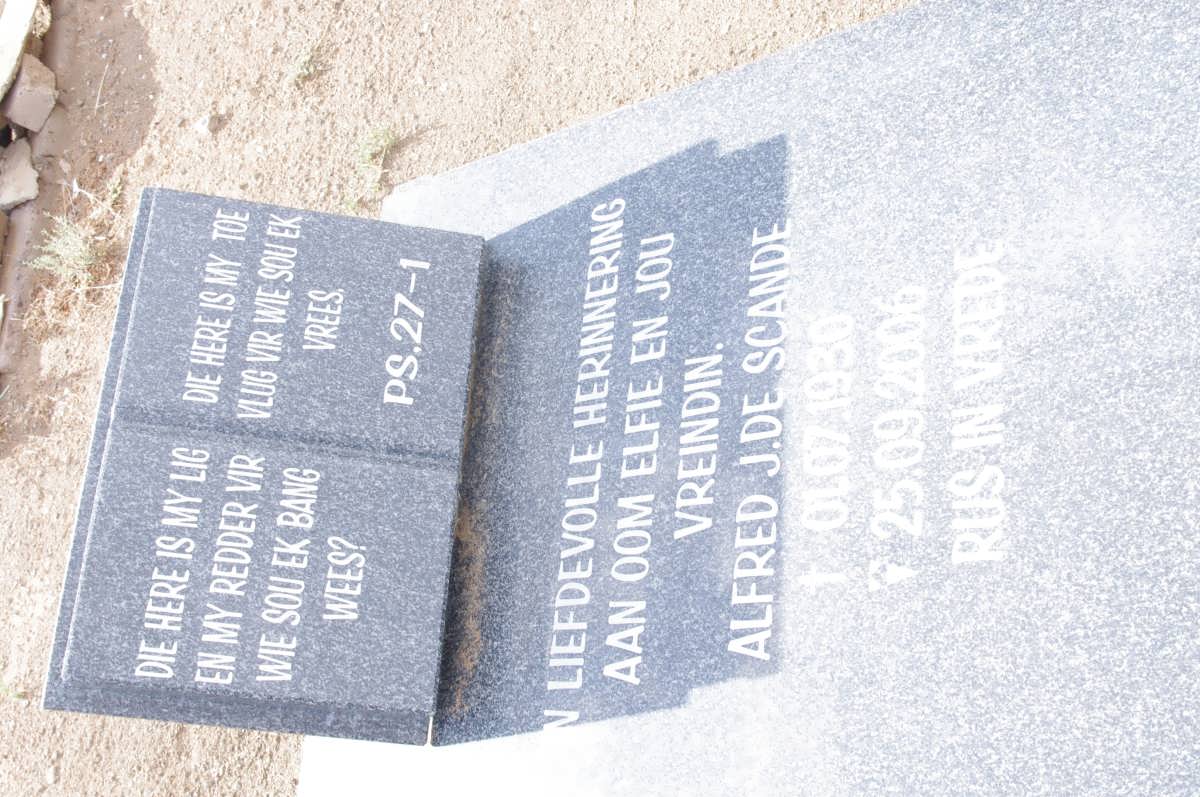 DIE HERE IS MY LIG
EN MY REDDER VIR
WIE SOU EK BANG
WEES?
DIE HERE IS MY TOE
VLUG VIR WIE SOU EK
VREES.
PS.27-1
N LIEFDEVOLLE HERINNERING
AAN OOM ELFIE EN JOU
VREINDIN.
ALFRED J.DE SCANDE
01.07.1936
25.09.2006
RUS IN VREDE